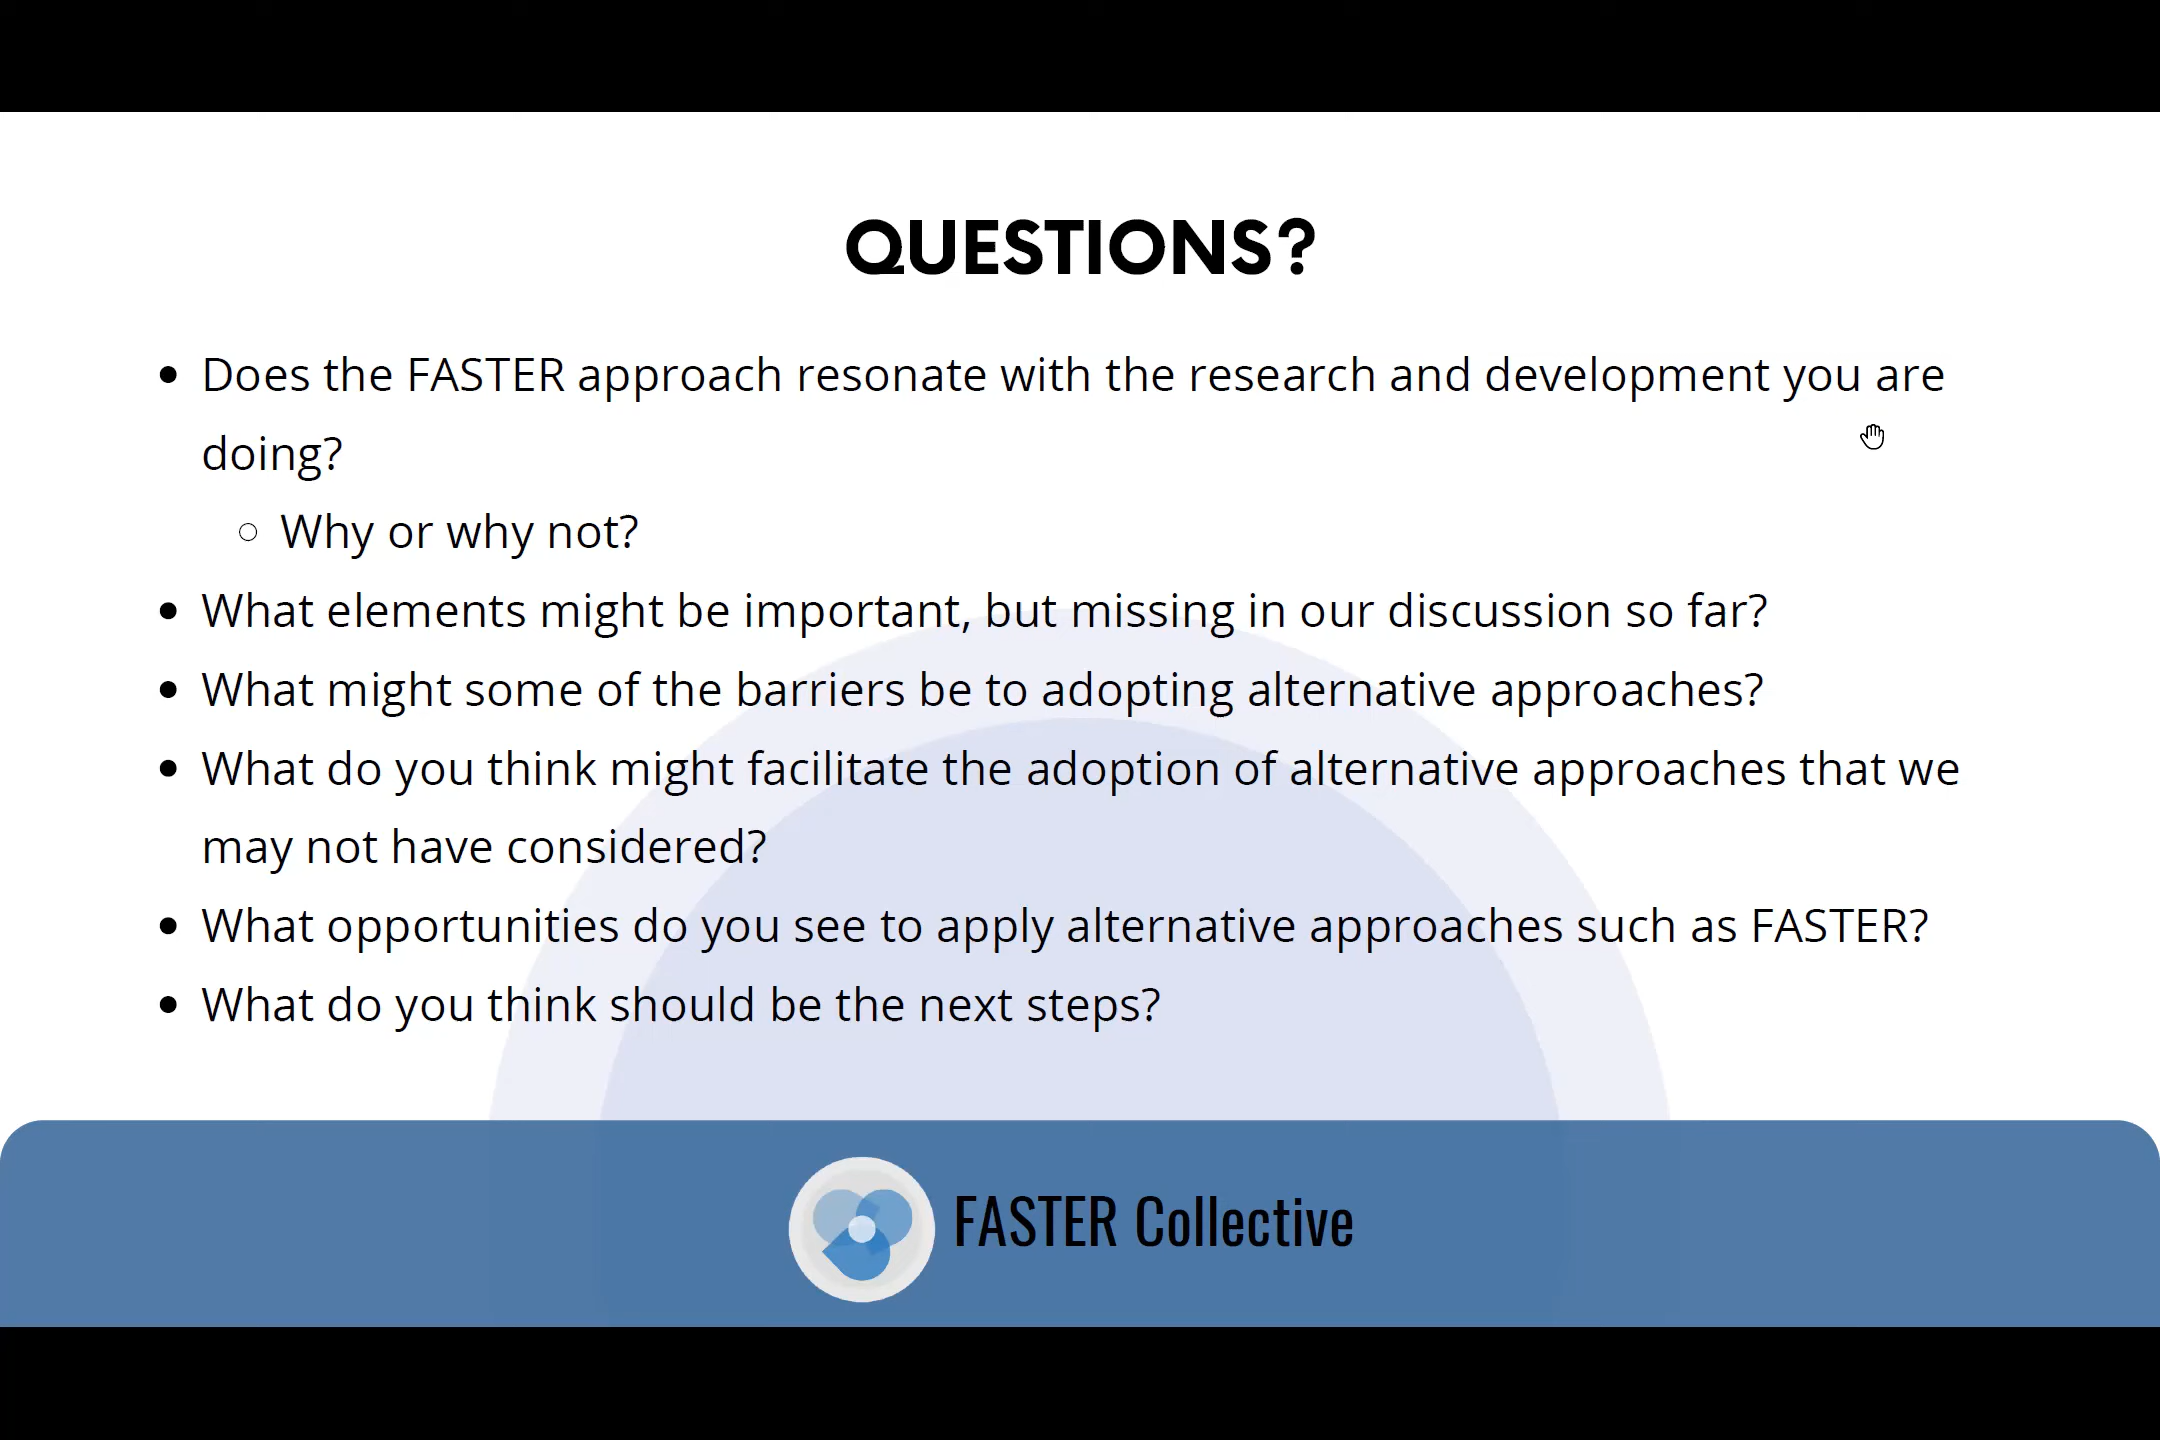 QUESTIONS?
• Does the FASTER approach resonate with the research and development you are
doing?
○ Why or why not?
• What elements might be important, but missing in our discussion so far?
• What might some of the barriers be to adopting alternative approaches?
• What do you think might facilitate the adoption of alternative approaches that we
may not have considered?
• What opportunities do you see to apply alternative approaches such as FASTER?
• What do you think should be the next steps?
FASTER Collective